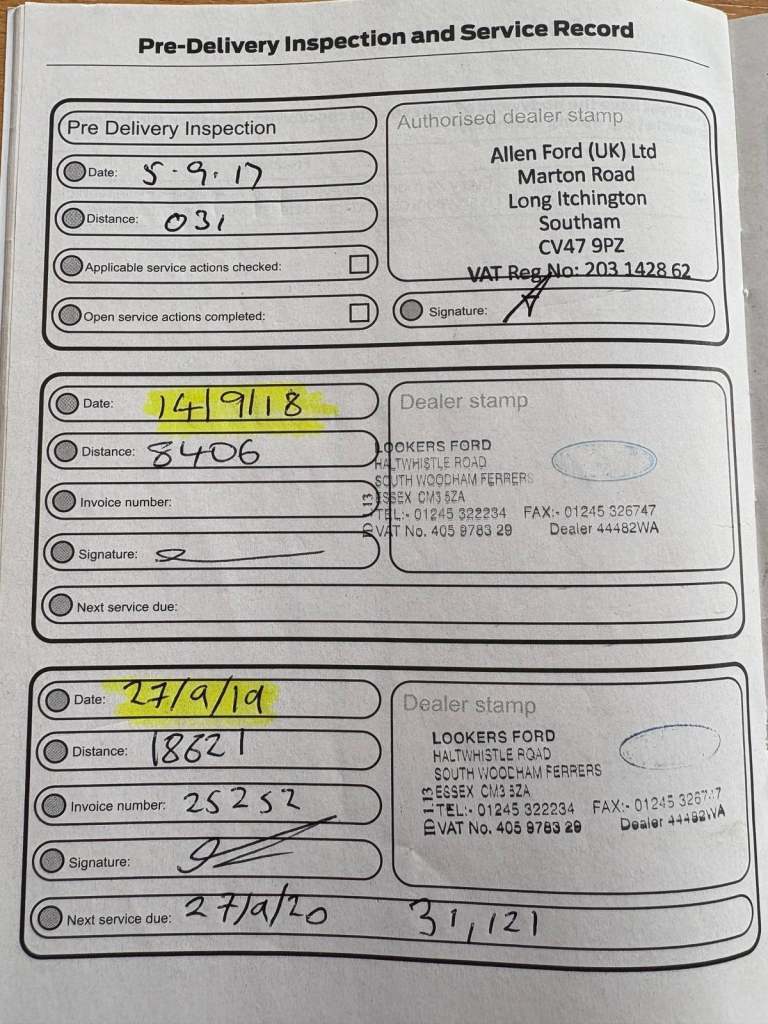 Pre-Delivery Inspection and Service Record
Pre Delivery Inspection
Date: 5.9.17
Distance: 031
Applicable service actions checked:
Open service actions completed:
Authorised dealer stamp
Allen Ford (UK) Ltd
Marton Road
Long Itchington
Southam
CV47 9PZ
VAT Reg No: 203 1428 62
Signature:
Date: 14/9/18
Distance: 8406
Invoice number:
Signature:
Next service due:
Dealer stamp
LOOKERS FORD
HALTWHISTLE ROAD
SOUTH WOODHAM FERRERS
ESSEX CM3 5ZA
TEL:- 01245 322234 FAX:- 01245 326747
VAT No. 405 9783 29 Dealer 44482WA
Date: 27/9/19
Distance: 18621
Invoice number: 25252
Signature:
Next service due: 27/9/20 31,121
Dealer stamp
LOOKERS FORD
HALTWHISTLE ROAD
SOUTH WOODHAM FERRERS
ESSEX CM3 5ZA
TEL:- 01245 322234 FAX:- 01245 326747
VAT No. 405 9783 29 Dealer 44482WA